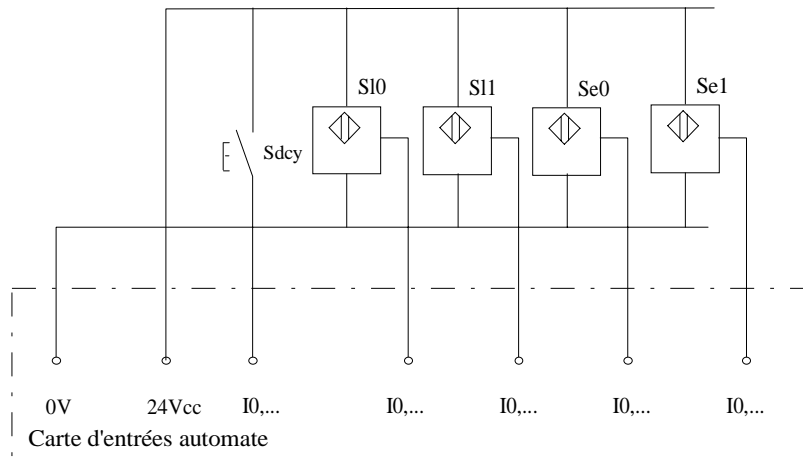 Sl0
Sl1
Se0
Se1
Sdcy
0V 24Vcc I0,... I0,... I0,... I0,... I0,...
Carte d'entrées automate